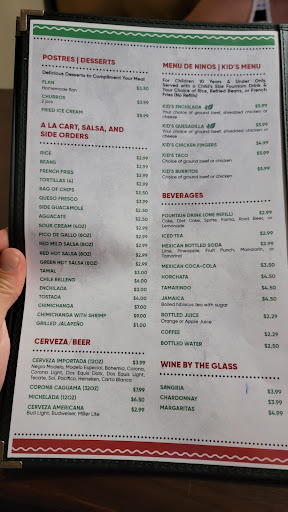 POSTRES | DESSERTS
Delicious Desserts to Compliment Your Meal
FLAN $3.50
Homemade flan
CHURROS $2.99
2 pcs
FRIED ICE CREAM $5.99
A LA CART, SALSA, AND
SIDE ORDERS
RICE $2.99
BEANS $2.99
FRENCH FRIES $2.99
TORTILLAS (4) $2.99
BAG OF CHIPS $1.50
QUESO FRESCO $3.99
SIDE GUACAMOLE $2.50
AGUACATE $2.50
SOUR CREAM (4OZ) $2.99
PICO DE GALLO (8OZ) $2.99
RED MILD SALSA (8OZ) $2.99
RED HOT SALSA (8OZ) $2.99
GREEN HOT SALSA (8OZ) $2.99
TAMAL $3.00
CHILE RELLENO $6.00
ENCHILADA $3.00
TOSTADA $4.00
CHIMICHANGA $7.00
CHIMICHANGA WITH SHRIMP $9.00
GRILLED JALAPEÑO $1.00
CERVEZA/BEER
CERVEZA IMPORTADA (12OZ) $3.99
Negra Modelo, Modelo Especial, Bohemia, Corona,
Corona Light, Dos Equis Dark, Dos Equis Light,
Tecate, Sol, Pacifico, Heineken, Carta Blanca
CORONA CAGUAMA (32OZ) $7.99
MICHELADA (12OZ) $6.50
CERVEZA AMERICANA $2.99
Bud Light, Budweiser, Miller Lite
MENU DE NINOS | KID'S MENU
For Children 10 Years & Under Only
Served with a Child's Size Fountain Drink &
Your Choice of Rice, Refried Beans, or French
Fries (No Refills)
KID'S ENCHILADA $5.99
Choice of ground beef, shredded chicken or
cheese
KID'S QUESADILLA $5.99
Choice of ground beef, shredded chicken or
cheese
KID'S CHICKEN FINGERS $4.99
KID'S TACO $5.99
Choice of ground beef or chicken
KID'S BURRITOS $5.99
Choice of ground beef or chicken
BEVERAGES
FOUNTAIN DRINK (ONE REFILL) $2.99
Coke, Diet Coke, Sprite, Fanta, Root Beer, or
Lemonade
ICED TEA $2.99
MEXICAN BOTTLED SODA $2.99
Lime, Pineapple, Fruit Punch, Mandarin, or
Tamarind
MEXICAN COCA-COLA $3.50
HORCHATA $4.50
TAMARINDO $4.50
JAMAICA $4.50
Boiled hibiscus tea with sugar
BOTTLED JUICE $2.29
Orange or Apple Juice
COFFEE $2.29
BOTTLED WATER $2.50
WINE BY THE GLASS
SANGRIA $3.99
CHARDONNAY $3.99
MARGARITAS $4.99